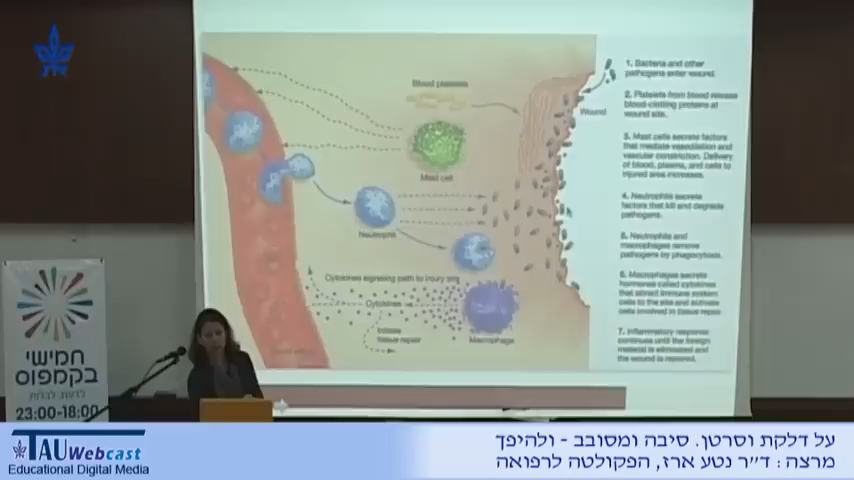 1. Bacteria and other
pathogens enter wound.
2. Platelets from blood release
blood-clotting proteins at
wound site.
3. Mast cells secrete factors
that mediate vasodilation and
vascular constriction. Delivery
of blood, plasma, and cells to
injured area increases.
4. Neutrophils secrete
factors that kill and degrade
pathogens.
5. Neutrophils and
macrophages remove
pathogens by phagocytosis.
6. Macrophages secrete
hormones called cytokines
that attract immune system
cells to the site and activate
cells involved in tissue repair.
7. Inflammatory response
continues until the foreign
material is eliminated and
the wound is repaired.
Blood platelets
Wound
Mast cell
Neutrophil
Cytokines signaling path to injury
Cytokines
Initiate
tissue repair
Macrophage
חמישי
בקמפוס
23:00-18:00
TAU Webcast
Educational Digital Media
על דלקת וסרטן. סיבה ומסובב - ולהיפך
מרצה: ד״ר נטע ארז, הפקולטה לרפואה